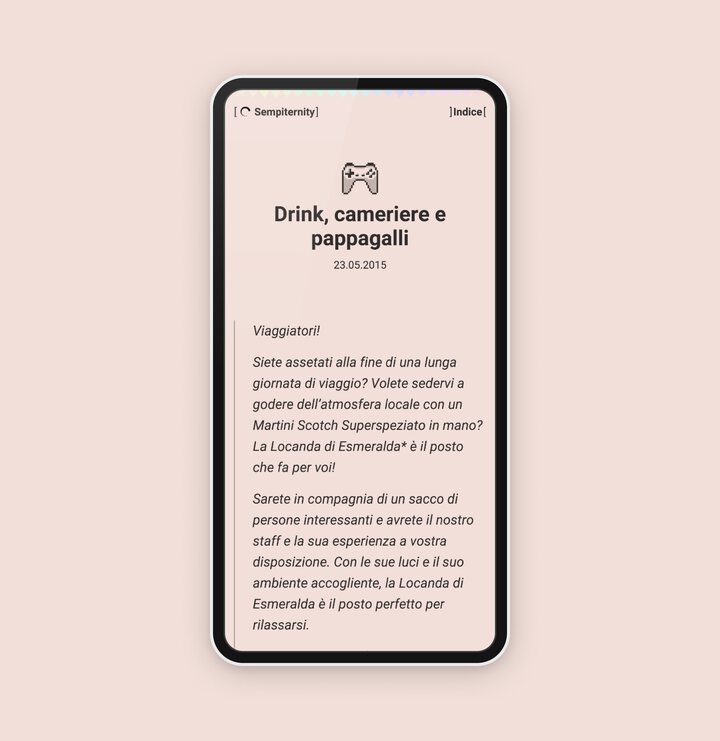 [ Sempiternity]
]Indice[
Drink, cameriere e
pappagalli
23.05.2015
Viaggiatori!
Siete assetati alla fine di una lunga
giornata di viaggio? Volete sedervi a
godere dell’atmosfera locale con un
Martini Scotch Superspeziato in mano?
La Locanda di Esmeralda* è il posto
che fa per voi!
Sarete in compagnia di un sacco di
persone interessanti e avrete il nostro
staff e la sua esperienza a vostra
disposizione. Con le sue luci e il suo
ambiente accogliente, la Locanda di
Esmeralda è il posto perfetto per
rilassarsi.